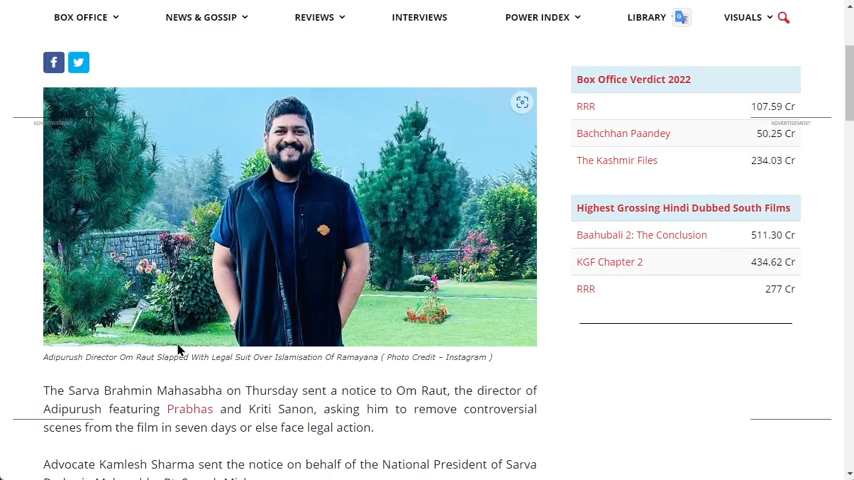 BOX OFFICE
NEWS & GOSSIP
REVIEWS
INTERVIEWS
POWER INDEX
LIBRARY
VISUALS
ADVERTISEMENT
Adipurush Director Om Raut Slapped With Legal Suit Over Islamisation Of Ramayana ( Photo Credit – Instagram )
The Sarva Brahmin Mahasabha on Thursday sent a notice to Om Raut, the director of
Adipurush featuring Prabhas and Kriti Sanon, asking him to remove controversial
scenes from the film in seven days or else face legal action.
Advocate Kamlesh Sharma sent the notice on behalf of the National President of Sarva
Box Office Verdict 2022
RRR 107.59 Cr
ADVERTISEMENT
Bachchhan Paandey 50.25 Cr
The Kashmir Files 234.03 Cr
Highest Grossing Hindi Dubbed South Films
Baahubali 2: The Conclusion 511.30 Cr
KGF Chapter 2 434.62 Cr
RRR 277 Cr